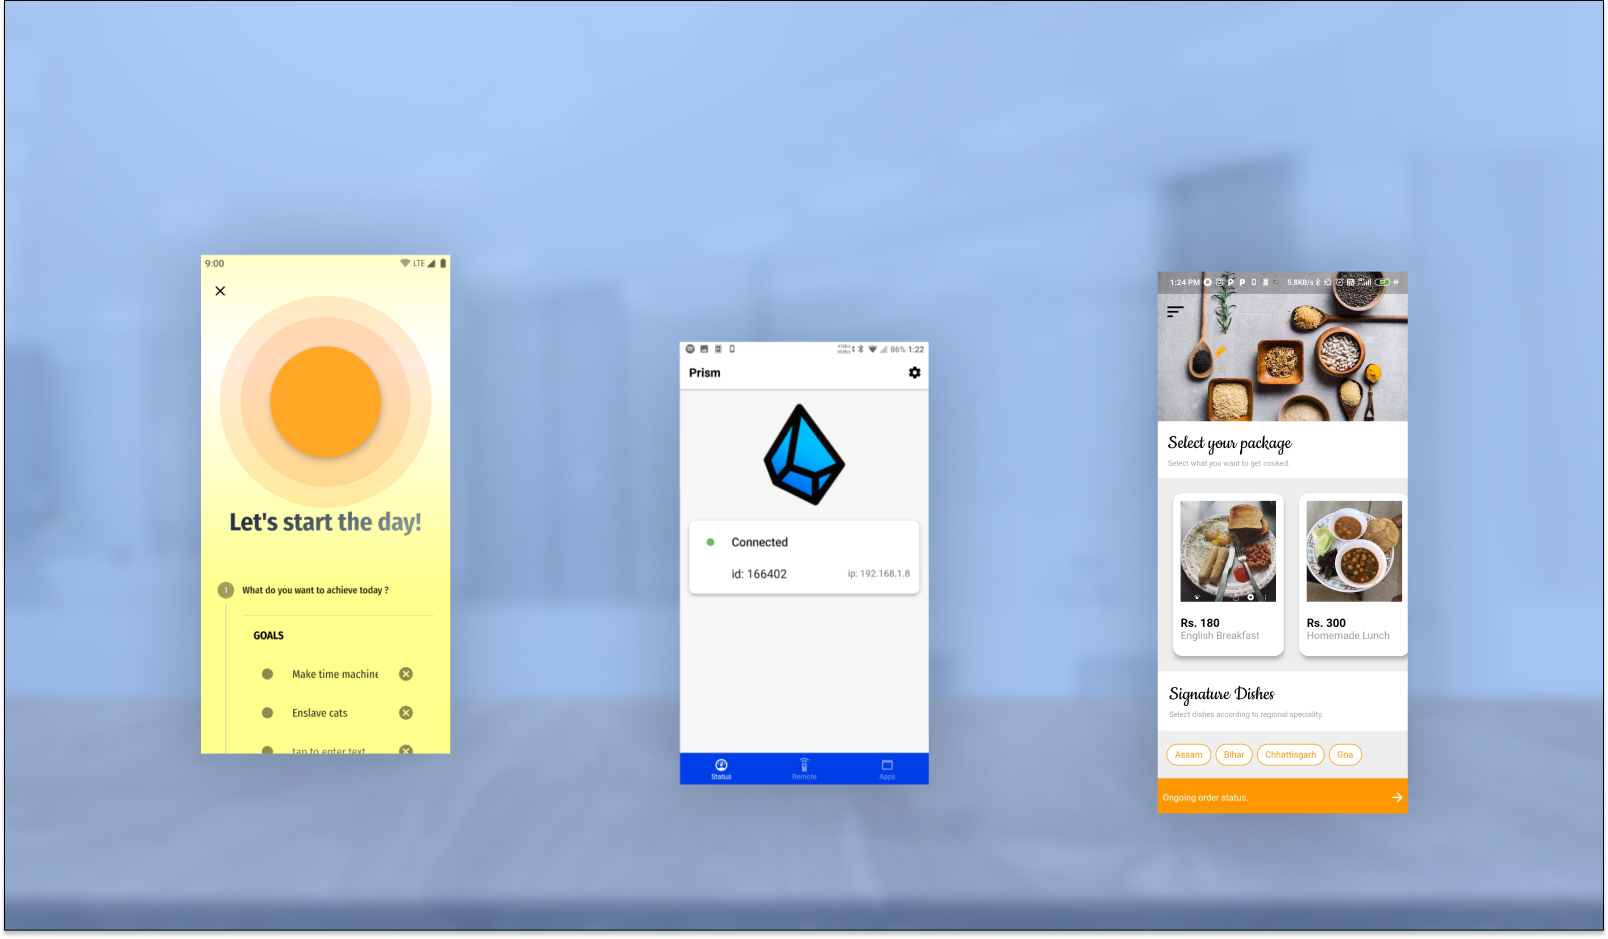 9:00
LTE
Let's start the day!
1
What do you want to achieve today ?
GOALS
Make time machine
Enslave cats
tap to enter text
86% 1:22
Prism
Connected
id: 166402
ip: 192.168.1.8
Status
Remote
Apps
1:24 PM
5.8KB/s
Select your package
Select what you want to get cooked.
Rs. 180
English Breakfast
Rs. 300
Homemade Lunch
Signature Dishes
Select dishes according to regional speciality.
Assam
Bihar
Chhattisgarh
Goa
Ongoing order status.